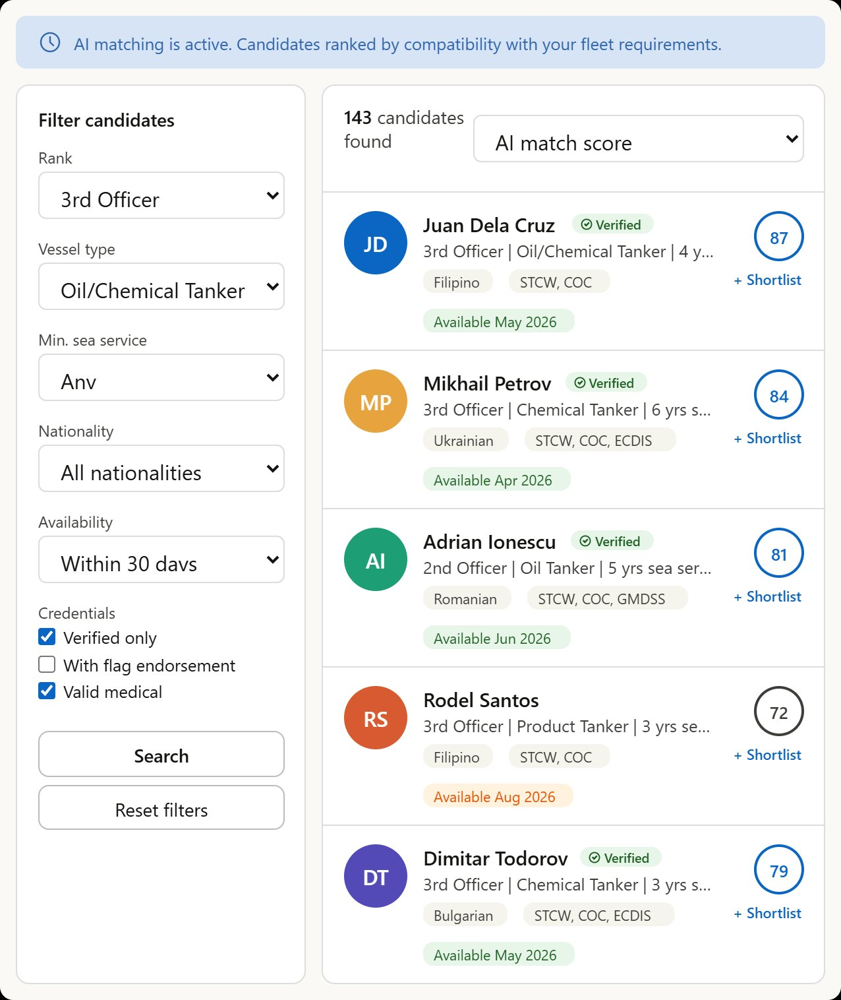 AI matching is active. Candidates ranked by compatibility with your fleet requirements.
Filter candidates
Rank
3rd Officer
Vessel type
Oil/Chemical Tanker
Min. sea service
Any
Nationality
All nationalities
Availability
Within 30 days
Credentials
Verified only
With flag endorsement
Valid medical
Search
Reset filters
143 candidates
found
AI match score
JD
Juan Dela Cruz
Verified
3rd Officer | Oil/Chemical Tanker | 4 y...
Filipino
STCW, COC
Available May 2026
87
+ Shortlist
MP
Mikhail Petrov
Verified
3rd Officer | Chemical Tanker | 6 yrs s...
Ukrainian
STCW, COC, ECDIS
Available Apr 2026
84
+ Shortlist
AI
Adrian Ionescu
Verified
2nd Officer | Oil Tanker | 5 yrs sea ser...
Romanian
STCW, COC, GMDSS
Available Jun 2026
81
+ Shortlist
RS
Rodel Santos
3rd Officer | Product Tanker | 3 yrs se...
Filipino
STCW, COC
Available Aug 2026
72
+ Shortlist
DT
Dimitar Todorov
Verified
3rd Officer | Chemical Tanker | 3 yrs s...
Bulgarian
STCW, COC, ECDIS
Available May 2026
79
+ Shortlist